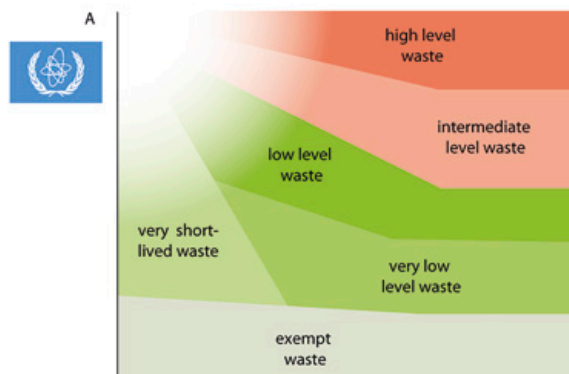 A
high level
waste
intermediate
level waste
low level
waste
very short-
lived waste
very low
level waste
exempt
waste